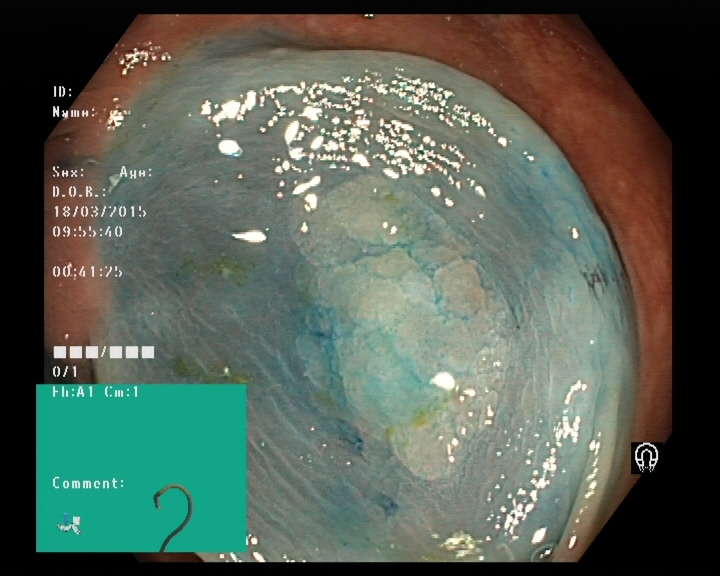 ID:
Name:
Sex: Age:
D.O.B.:
18/03/2015
09:55:40
00:41:25
■■■/■■■
0/1
Eh:A1 Cm:1
Comment: